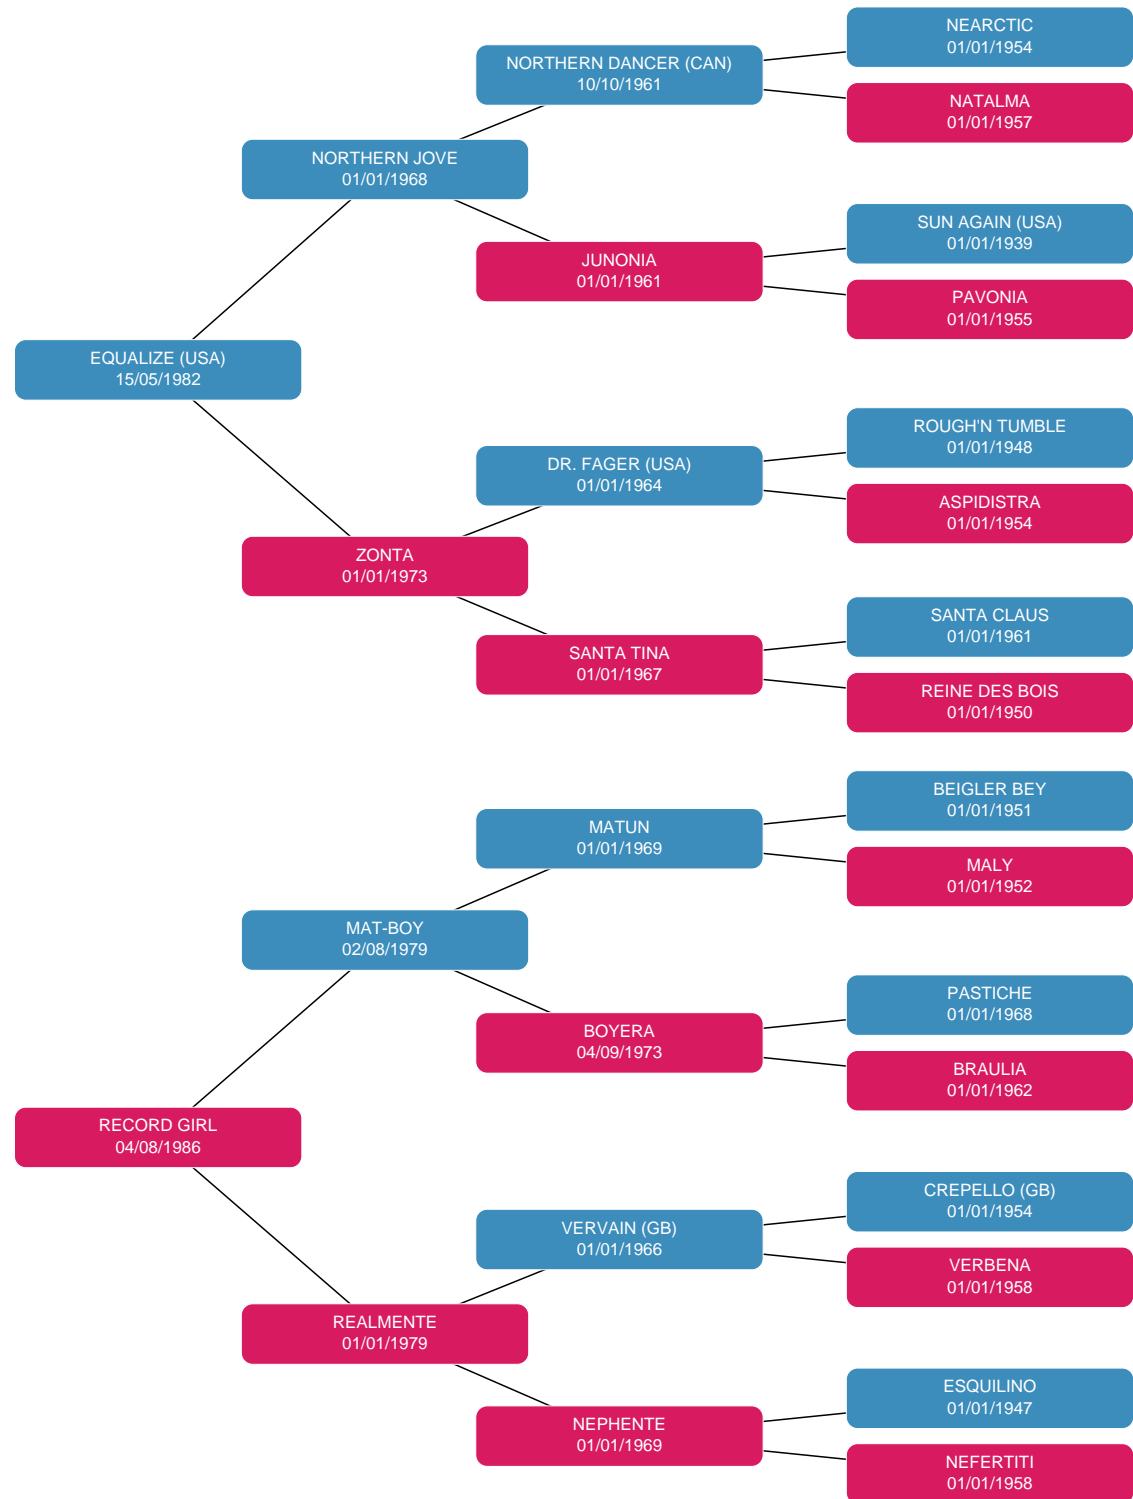 NEARCTIC
01/01/1954
NORTHERN DANCER (CAN)
10/10/1961
NATALMA
01/01/1957
NORTHERN JOVE
01/01/1968
SUN AGAIN (USA)
01/01/1939
JUNONIA
01/01/1961
PAVONIA
01/01/1955
EQUALIZE (USA)
15/05/1982
ROUGH'N TUMBLE
01/01/1948
DR. FAGER (USA)
01/01/1964
ASPIDISTRA
01/01/1954
ZONTA
01/01/1973
SANTA CLAUS
01/01/1961
SANTA TINA
01/01/1967
REINE DES BOIS
01/01/1950
BEIGLER BEY
01/01/1951
MATUN
01/01/1969
MALY
01/01/1952
MAT-BOY
02/08/1979
PASTICHE
01/01/1968
BOYERA
04/09/1973
BRAULIA
01/01/1962
RECORD GIRL
04/08/1986
CREPELLO (GB)
01/01/1954
VERVAIN (GB)
01/01/1966
VERBENA
01/01/1958
REALMENTE
01/01/1979
ESQUILINO
01/01/1947
NEPHENTE
01/01/1969
NEFERTITI
01/01/1958